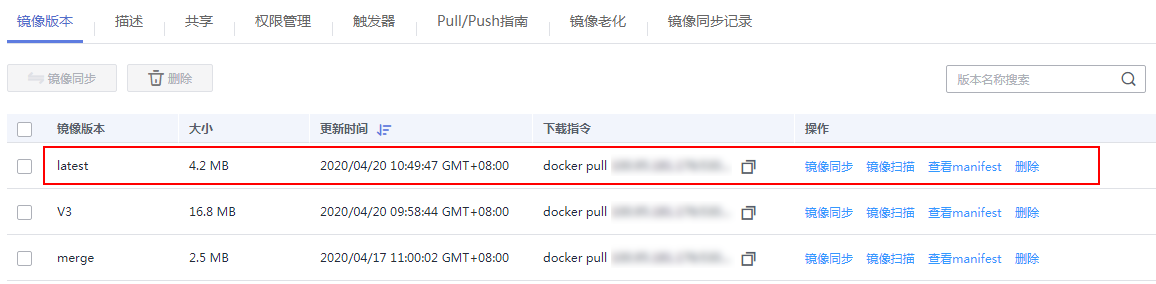 镜像版本 描述 共享 权限管理 触发器 Pull/Push指南 镜像老化 镜像同步记录
镜像同步 删除 版本名称搜索
镜像版本 大小 更新时间 下载指令 操作
latest 4.2 MB 2020/04/20 10:49:47 GMT+08:00 docker pull 镜像同步 镜像扫描 查看manifest 删除
V3 16.8 MB 2020/04/20 09:58:44 GMT+08:00 docker pull 镜像同步 镜像扫描 查看manifest 删除
merge 2.5 MB 2020/04/17 11:00:02 GMT+08:00 docker pull 镜像同步 镜像扫描 查看manifest 删除